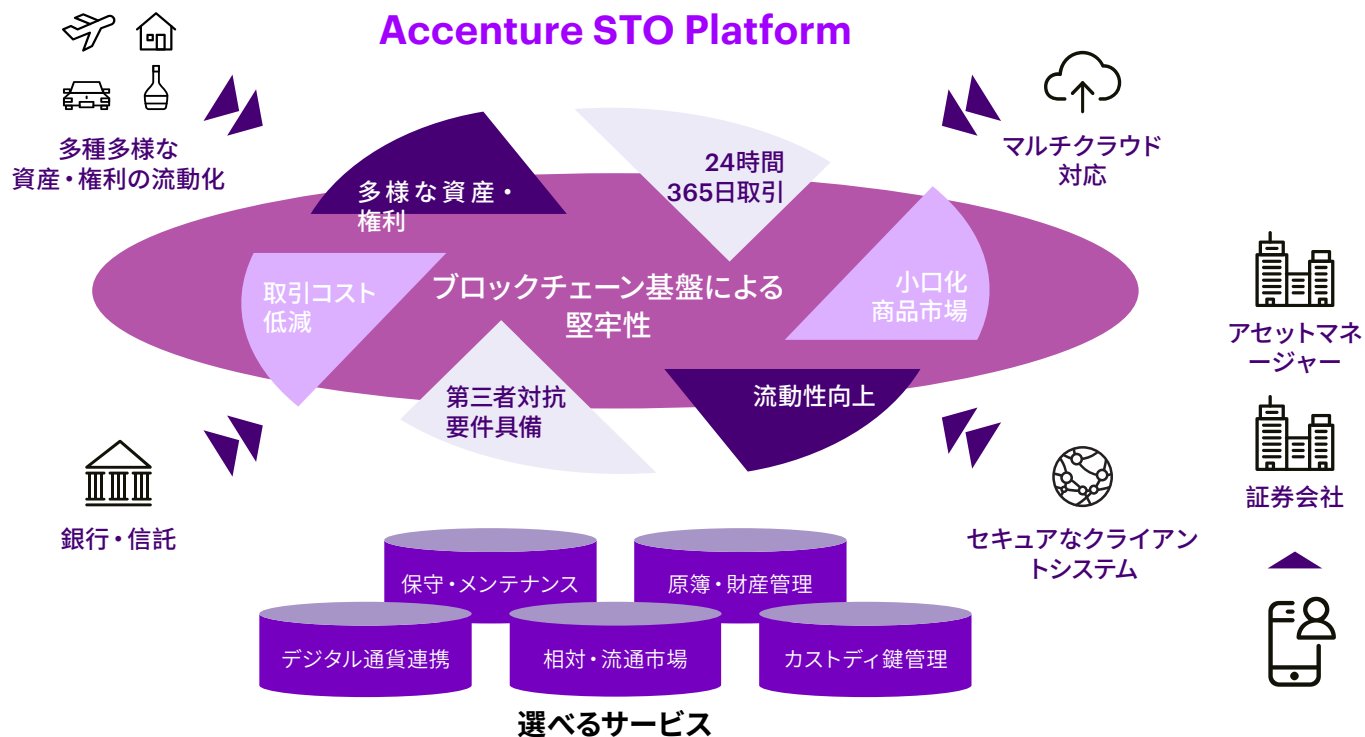 Accenture STO Platform
多種多様な
資産・権利の流動化
マルチクラウド
対応
多様な資産・
権利
24時間
365日取引
取引コスト
低減
ブロックチェーン基盤による
堅牢性
小口化
商品市場
第三者対抗
要件具備
流動性向上
アセットマネ
ージャー
証券会社
銀行・信託
セキュアなクライアン
トシステム
保守・メンテナンス
原簿・財産管理
デジタル通貨連携
相対・流通市場
カストディ鍵管理
選べるサービス